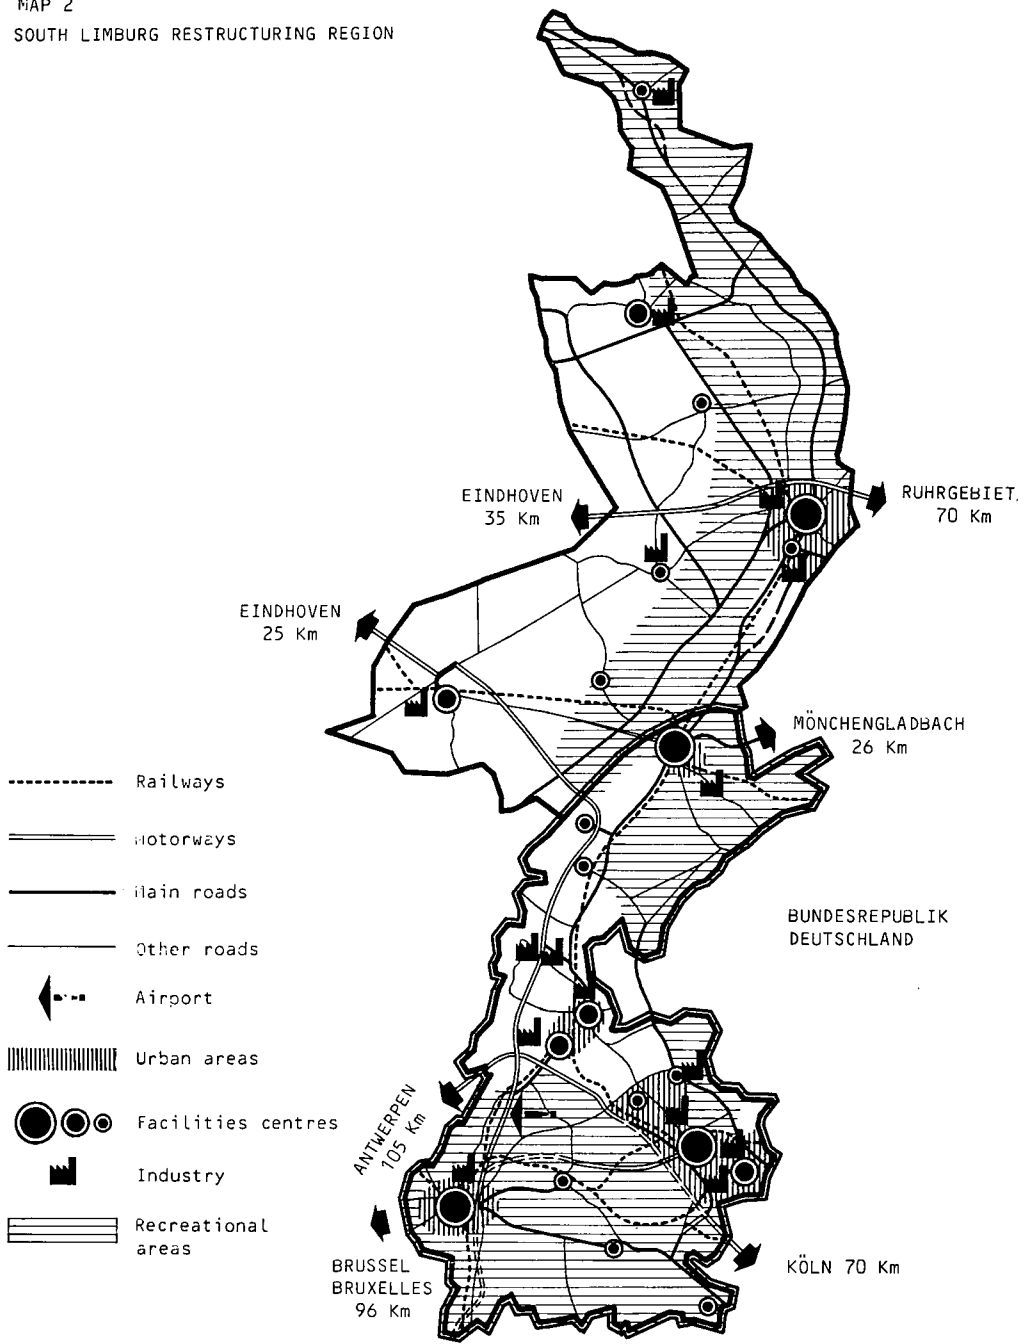 MAP 2
SOUTH LIMBURG RESTRUCTURING REGION
EINDHOVEN
35 Km
RUHRGEBIET
70 Km
EINDHOVEN
25 Km
MÖNCHENGLADBACH
26 Km
Railways
Motorways
Main roads
Other roads
Airport
Urban areas
Facilities centres
Industry
Recreational
areas
BUNDESREPUBLIK
DEUTSCHLAND
ANTWERPEN
105 Km
BRUSSEL
BRUXELLES
96 Km
KÖLN 70 Km